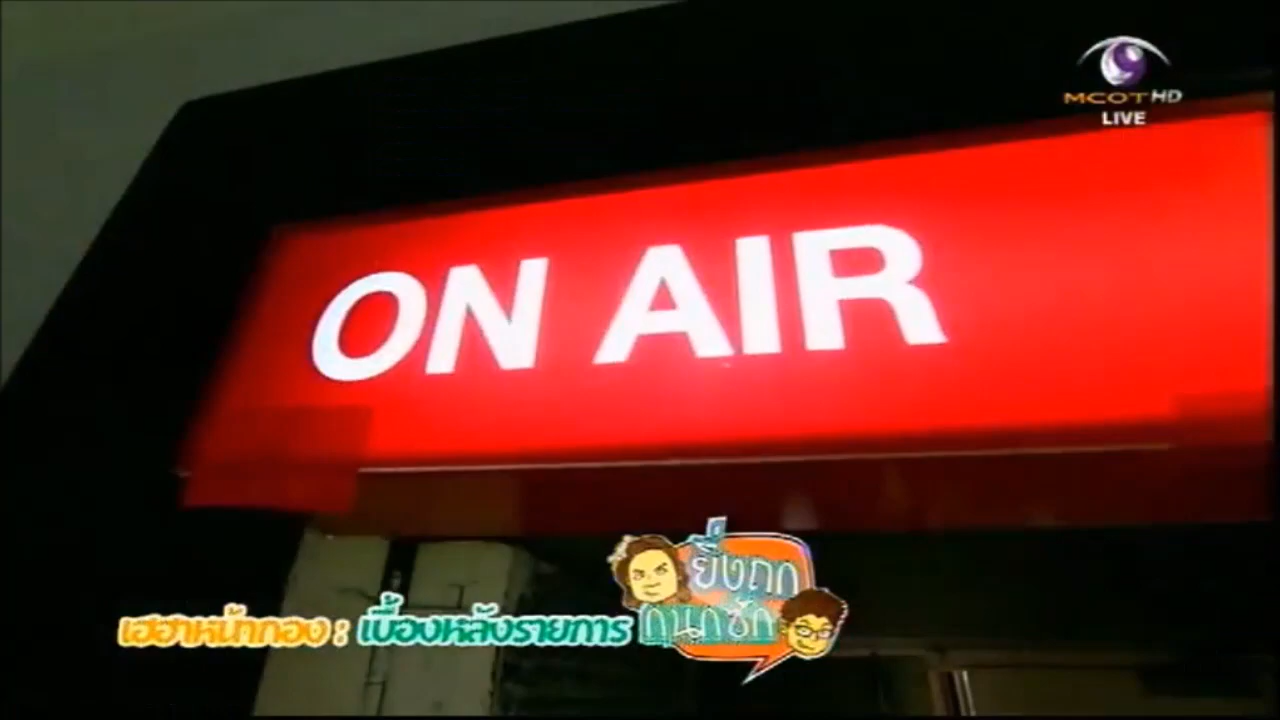 MCOT HD
LIVE
ON AIR
ยิ่งถก
เฮฮาหน้ากอง : เบื้องหลังรายการ